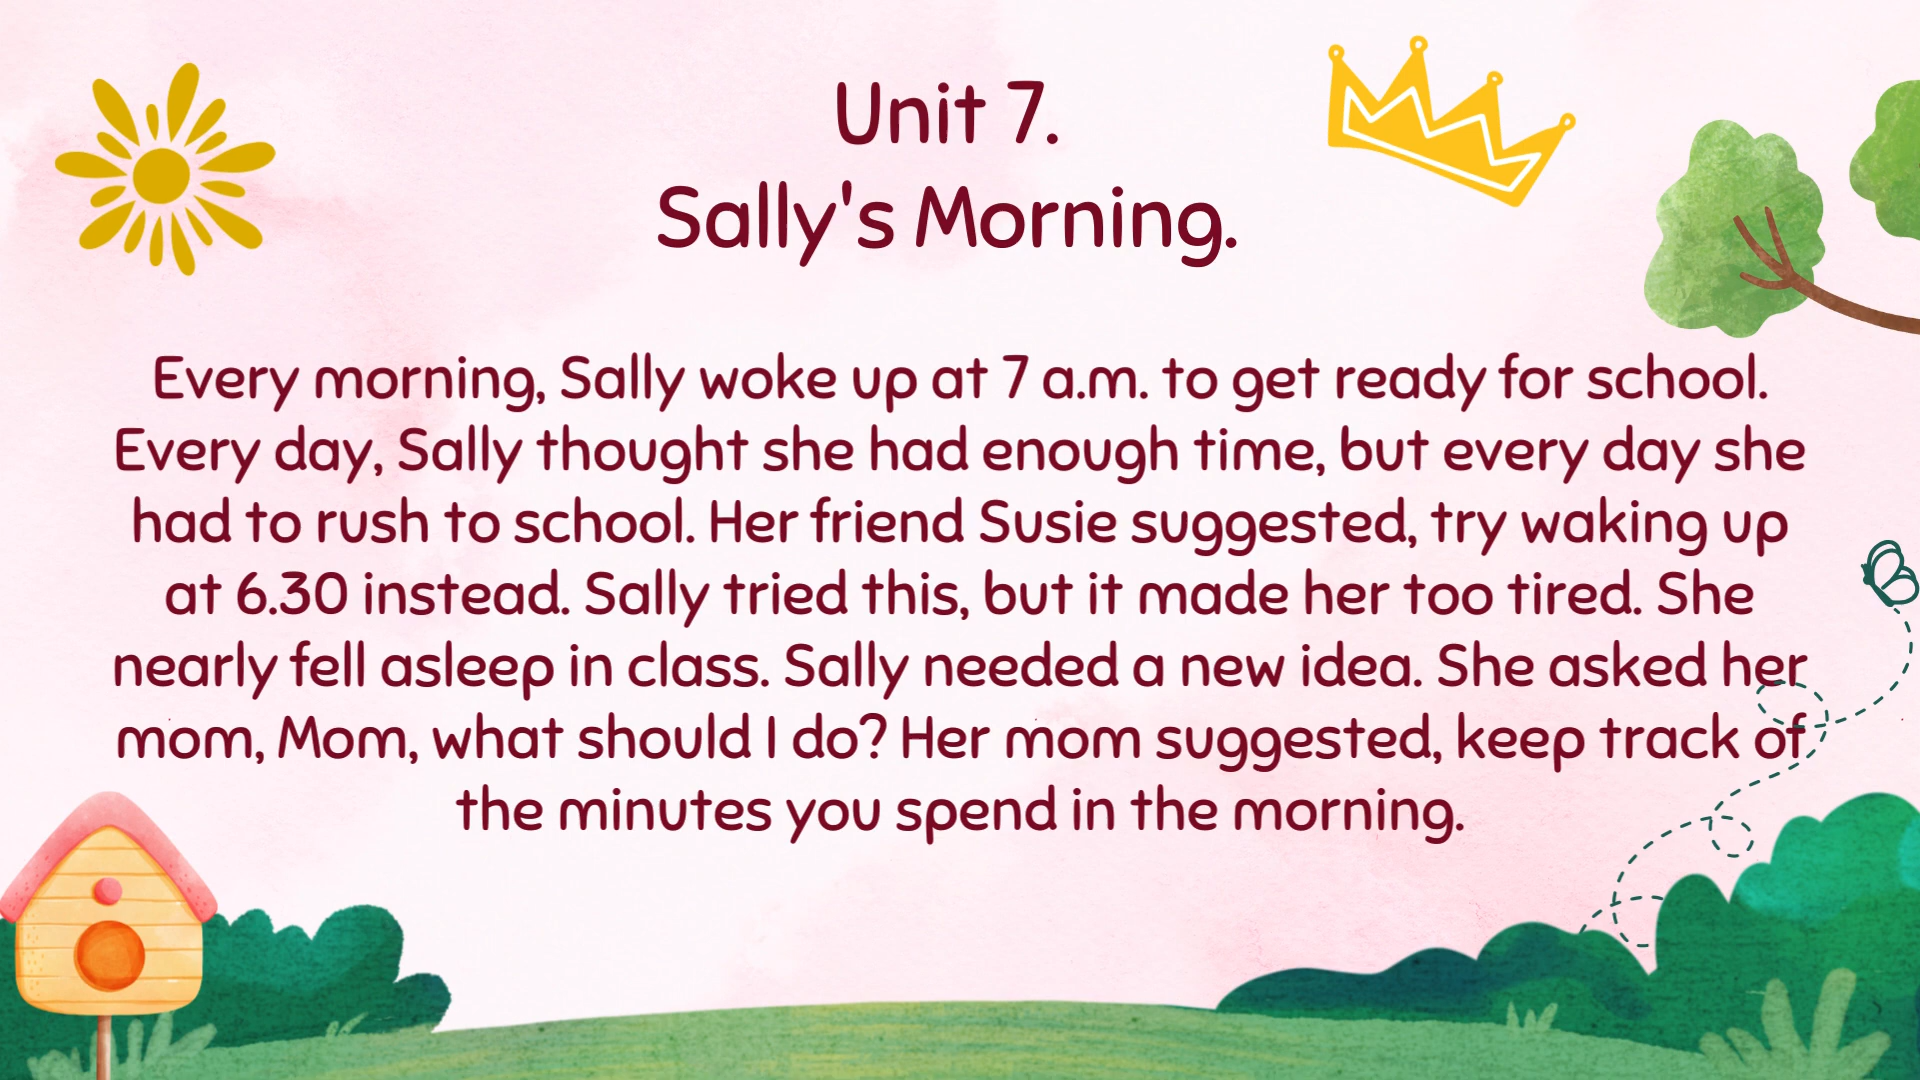 Unit 7.
Sally's Morning.
Every morning, Sally woke up at 7 a.m. to get ready for school.
Every day, Sally thought she had enough time, but every day she
had to rush to school. Her friend Susie suggested, try waking up
at 6.30 instead. Sally tried this, but it made her too tired. She
nearly fell asleep in class. Sally needed a new idea. She asked her
mom, Mom, what should I do? Her mom suggested, keep track of
the minutes you spend in the morning.